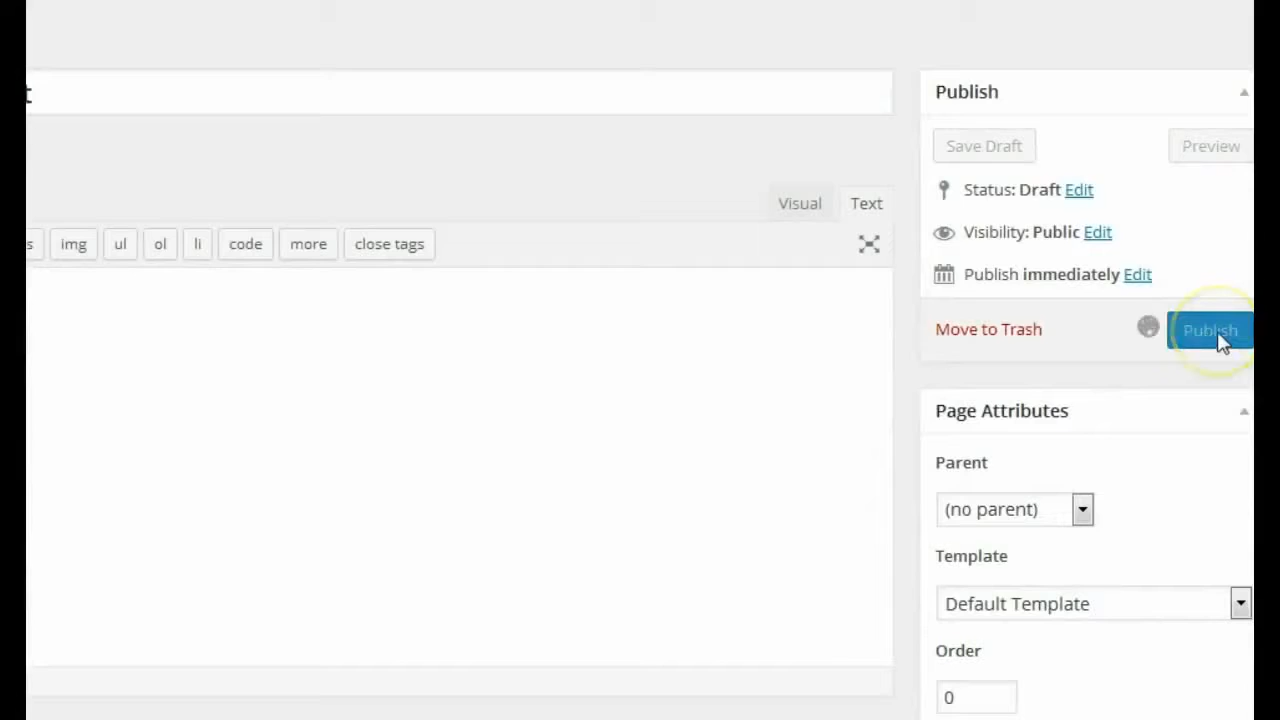 t
Visual Text
s img ul ol li code more close tags
Publish
Save Draft Preview
Status: Draft Edit
Visibility: Public Edit
Publish immediately Edit
Move to Trash Publish
Page Attributes
Parent
(no parent)
Template
Default Template
Order
0